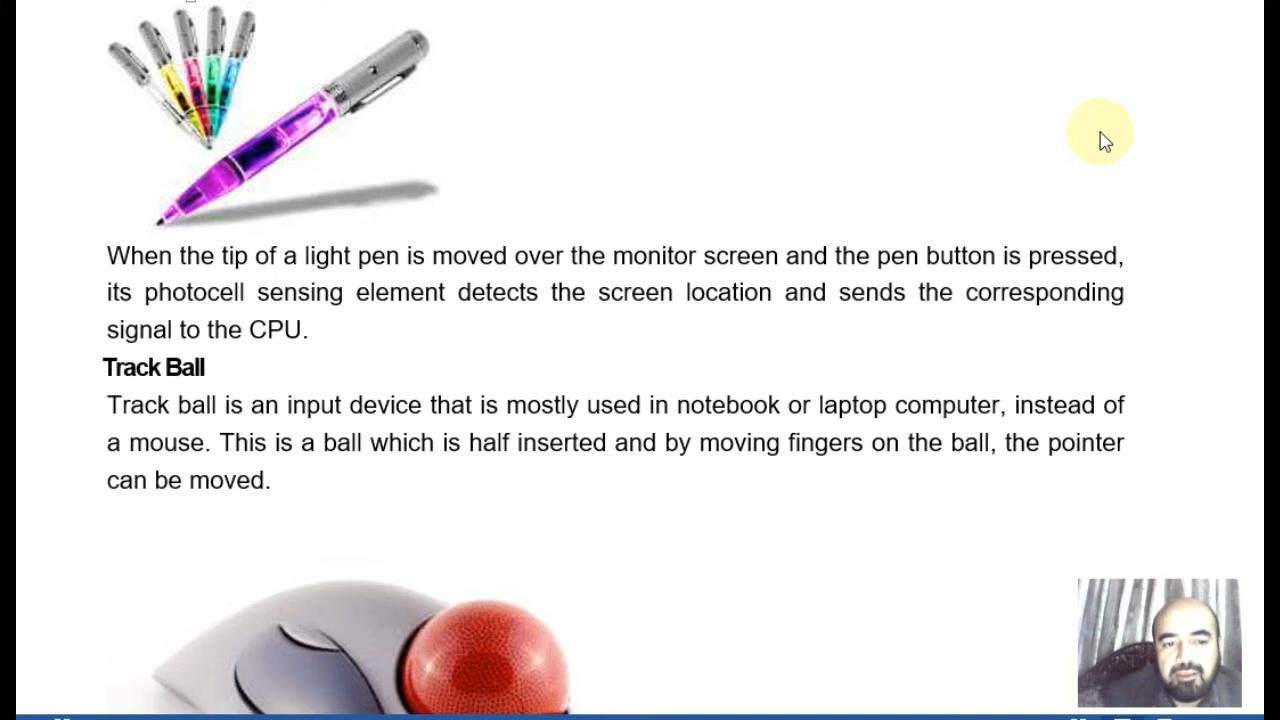 When the tip of a light pen is moved over the monitor screen and the pen button is pressed,
its photocell sensing element detects the screen location and sends the corresponding
signal to the CPU.
Track Ball
Track ball is an input device that is mostly used in notebook or laptop computer, instead of
a mouse. This is a ball which is half inserted and by moving fingers on the ball, the pointer
can be moved.